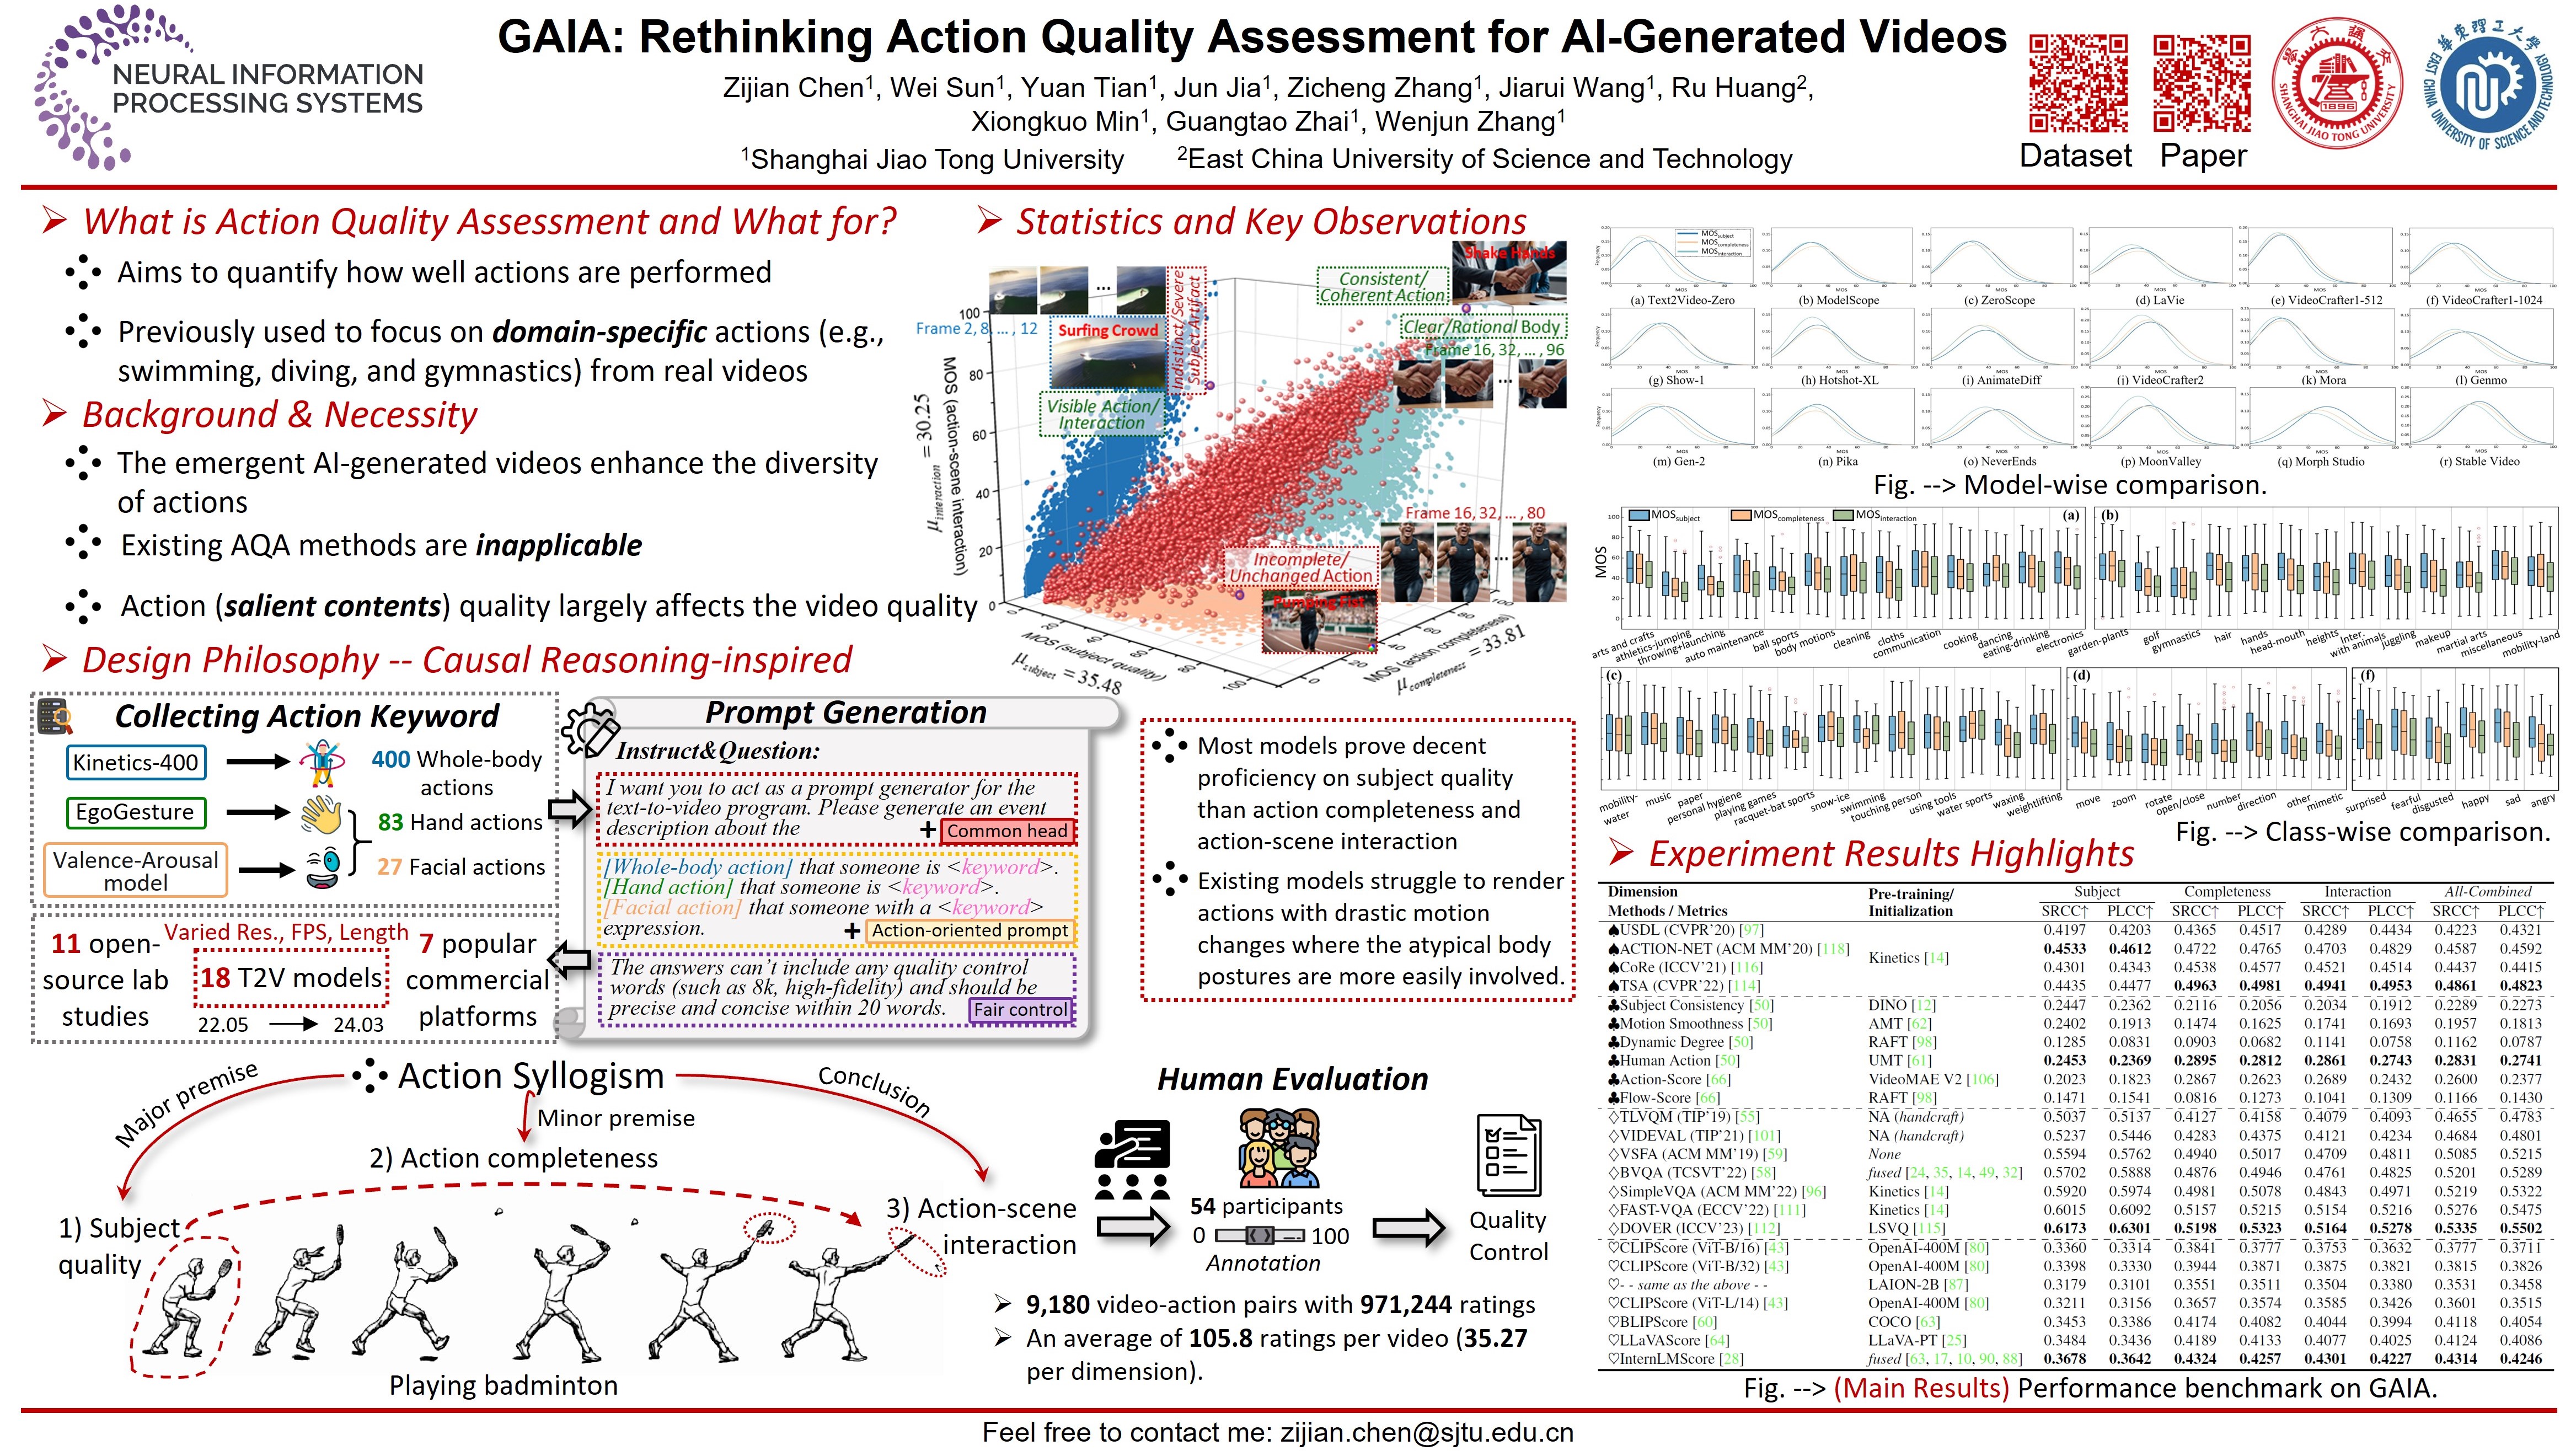 NEURAL INFORMATION
PROCESSING SYSTEMS
GAIA: Rethinking Action Quality Assessment for AI-Generated Videos
Zijian Chen¹, Wei Sun¹, Yuan Tian¹, Jun Jia¹, Zicheng Zhang¹, Jiarui Wang¹, Ru Huang²,
Xiongkuo Min¹, Guangtao Zhai¹, Wenjun Zhang¹
¹Shanghai Jiao Tong University ²East China University of Science and Technology
Dataset Paper
SHANGHAI JIAO TONG UNIVERSITY
1896
EAST CHINA UNIVERSITY OF SCIENCE AND TECHNOLOGY
What is Action Quality Assessment and What for?
Aims to quantify how well actions are performed
Previously used to focus on domain-specific actions (e.g.,
swimming, diving, and gymnastics) from real videos
Background & Necessity
The emergent AI-generated videos enhance the diversity
of actions
Existing AQA methods are inapplicable
Action (salient contents) quality largely affects the video quality
Design Philosophy -- Causal Reasoning-inspired
Collecting Action Keyword
Kinetics-400
400 Whole-body
actions
EgoGesture
83 Hand actions
Valence-Arousal
model
27 Facial actions
11 open-
source lab
studies
Varied Res., FPS, Length
18 T2V models
22.05 24.03
7 popular
commercial
platforms
Prompt Generation
Instruct&Question:
I want you to act as a prompt generator for the
text-to-video program. Please generate an event
description about the
+ Common head
[Whole-body action] that someone is <keyword>.
[Hand action] that someone is <keyword>.
[Facial action] that someone with a <keyword>
expression.
+ Action-oriented prompt
The answers can't include any quality control
words (such as 8k, high-fidelity) and should be
precise and concise within 20 words.
Fair control
Action Syllogism
Major premise
Minor premise
Conclusion
1) Subject
quality
2) Action completeness
3) Action-scene
interaction
Playing badminton
Statistics and Key Observations
Frame 2, 8, ... , 12
Surfing Crowd
Indistinct/Severe
Subject Artifact
Visible Action/
Interaction
Consistent/
Coherent Action
Shake Hands
Clear/Rational Body
Frame 16, 32, ... , 96
Frame 16, 32, ... , 80
Incomplete/
Unchanged Action
Pumping Fist
MOS (action-scene interaction)
μinteraction = 30.25
MOS (subject quality)
μsubject = 35.48
MOS (action completeness)
μcompleteness = 33.81
100
80
60
40
20
0
Most models prove decent
proficiency on subject quality
than action completeness and
action-scene interaction
Existing models struggle to render
actions with drastic motion
changes where the atypical body
postures are more easily involved.
Human Evaluation
54 participants
0 100
Annotation
Quality
Control
9,180 video-action pairs with 971,244 ratings
An average of 105.8 ratings per video (35.27
per dimension).
MOSsubject
MOScompleteness
MOSinteraction
(a) Text2Video-Zero (b) ModelScope (c) ZeroScope (d) LaVie (e) VideoCrafter1-512 (f) VideoCrafter1-1024
(g) Show-1 (h) Hotshot-XL (i) AnimateDiff (j) VideoCrafter2 (k) Mora (l) Genmo
(m) Gen-2 (n) Pika (o) NeverEnds (p) MoonValley (q) Morph Studio (r) Stable Video
Fig. --> Model-wise comparison.
MOS
MOSsubject MOScompleteness MOSinteraction (a) (b)
arts and crafts athletics-jumping throwing+launching auto maintenance ball sports body motions cleaning cloths communication cooking dancing eating-drinking electronics garden-plants golf gymnastics hair hands head-mouth heights Inter. with animals juggling makeup martial arts miscellaneous mobility-land
(c) (d) (f)
mobility-water music paper personal hygiene playing games racquet-bat sports snow-ice swimming touching person using tools water sports waxing weightlifting move zoom rotate open/close number direction other mimetic surprised fearful disgusted happy sad angry
Fig. --> Class-wise comparison.
Experiment Results Highlights
Dimension Pre-training/ Subject Completeness Interaction All-Combined
Methods / Metrics Initialization SRCC↑ PLCC↑ SRCC↑ PLCC↑ SRCC↑ PLCC↑ SRCC↑ PLCC↑
♠USDL (CVPR'20) [97] 0.4197 0.4203 0.4365 0.4517 0.4289 0.4434 0.4223 0.4321
♠ACTION-NET (ACM MM'20) [118] Kinetics [14] 0.4533 0.4612 0.4722 0.4765 0.4703 0.4829 0.4587 0.4592
♠CoRe (ICCV'21) [116] 0.4301 0.4343 0.4538 0.4577 0.4521 0.4514 0.4437 0.4415
♠TSA (CVPR'22) [114] 0.4435 0.4477 0.4963 0.4981 0.4941 0.4953 0.4861 0.4823
♣Subject Consistency [50] DINO [12] 0.2447 0.2362 0.2116 0.2056 0.2034 0.1912 0.2289 0.2273
♣Motion Smoothness [50] AMT [62] 0.2402 0.1913 0.1474 0.1625 0.1741 0.1693 0.1957 0.1813
♣Dynamic Degree [50] RAFT [98] 0.1285 0.0831 0.0903 0.0682 0.1141 0.0758 0.1162 0.0787
♣Human Action [50] UMT [61] 0.2453 0.2369 0.2895 0.2812 0.2861 0.2743 0.2831 0.2741
♣Action-Score [66] VideoMAE V2 [106] 0.2023 0.1823 0.2867 0.2623 0.2689 0.2432 0.2600 0.2377
♣Flow-Score [66] RAFT [98] 0.1471 0.1541 0.0816 0.1273 0.1041 0.1309 0.1166 0.1430
♢TLVQM (TIP'19) [55] NA (handcraft) 0.5037 0.5137 0.4127 0.4158 0.4079 0.4093 0.4655 0.4783
♢VIDEVAL (TIP'21) [101] NA (handcraft) 0.5237 0.5446 0.4283 0.4375 0.4121 0.4234 0.4684 0.4801
♢VSFA (ACM MM'19) [59] None 0.5594 0.5762 0.4940 0.5017 0.4709 0.4811 0.5085 0.5215
♢BVQA (TCSVT'22) [58] fused [24, 35, 14, 49, 32] 0.5702 0.5888 0.4876 0.4946 0.4761 0.4825 0.5201 0.5289
♢SimpleVQA (ACM MM'22) [96] Kinetics [14] 0.5920 0.5974 0.4981 0.5078 0.4843 0.4971 0.5219 0.5322
♢FAST-VQA (ECCV'22) [111] Kinetics [14] 0.6015 0.6092 0.5157 0.5215 0.5154 0.5216 0.5276 0.5475
♢DOVER (ICCV'23) [112] LSVQ [115] 0.6173 0.6301 0.5198 0.5323 0.5164 0.5278 0.5335 0.5502
♡CLIPScore (ViT-B/16) [43] OpenAI-400M [80] 0.3360 0.3314 0.3841 0.3777 0.3753 0.3632 0.3777 0.3711
♡CLIPScore (ViT-B/32) [43] OpenAI-400M [80] 0.3398 0.3330 0.3944 0.3871 0.3875 0.3821 0.3815 0.3826
♡- - same as the above - - LAION-2B [87] 0.3179 0.3101 0.3551 0.3511 0.3504 0.3380 0.3531 0.3458
♡CLIPScore (ViT-L/14) [43] OpenAI-400M [80] 0.3211 0.3156 0.3657 0.3574 0.3585 0.3426 0.3601 0.3515
♡BLIPScore [60] COCO [63] 0.3453 0.3386 0.4174 0.4082 0.4044 0.3994 0.4118 0.4054
♡LLaVAScore [64] LLaVA-PT [25] 0.3484 0.3436 0.4189 0.4133 0.4077 0.4025 0.4124 0.4086
♡InternLMScore [28] fused [63, 17, 10, 90, 88] 0.3678 0.3642 0.4324 0.4257 0.4301 0.4227 0.4314 0.4246
Fig. --> (Main Results) Performance benchmark on GAIA.
Feel free to contact me: zijian.chen@sjtu.edu.cn